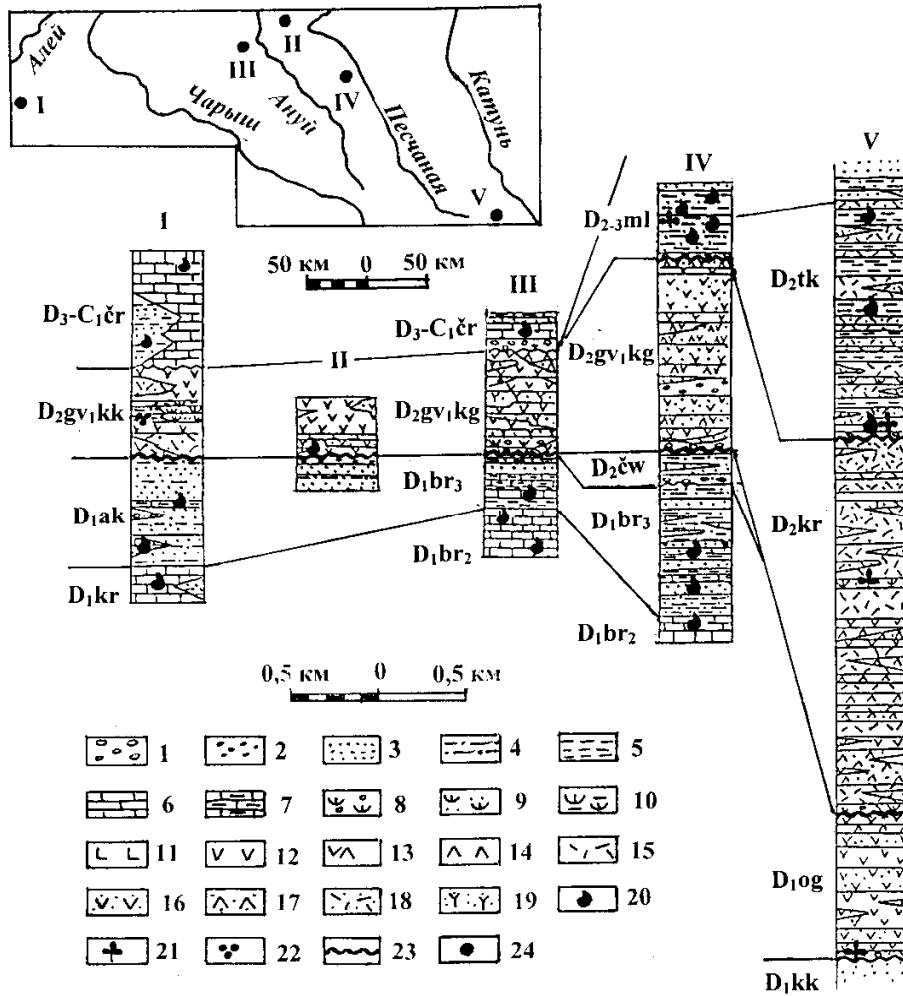 Алей
I
II
III
IV
V
Чарыш
Ануй
Песчаная
Катунь
50 км 0 50 км
I
D₃-C₁čr
D₂gv₁kk
D₁ak
D₁kr
II
III
D₃-C₁čr
D₂gv₁kg
D₁br₃
D₁br₂
IV
D₂₋₃ml
D₂gv₁kg
D₂čw
D₁br₃
D₁br₂
V
D₂tk
D₂kr
D₁og
D₁kk
0,5 км 0 0,5 км
1 2 3 4 5
6 7 8 9 10
11 12 13 14 15
16 17 18 19 20
21 22 23 24